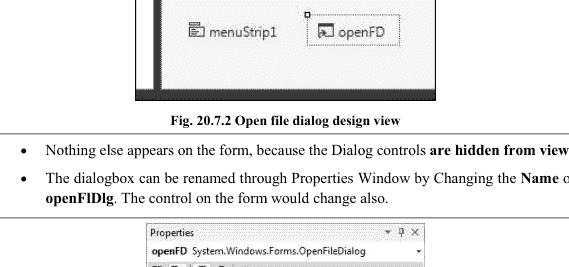 menuStrip1 openFD
Fig. 20.7.2 Open file dialog design view
• Nothing else appears on the form, because the Dialog controls are hidden from view
• The dialogbox can be renamed through Properties Window by Changing the Name
openFlDlg. The control on the form would change also.
Properties
openFD System.Windows.Forms.OpenFileDialog